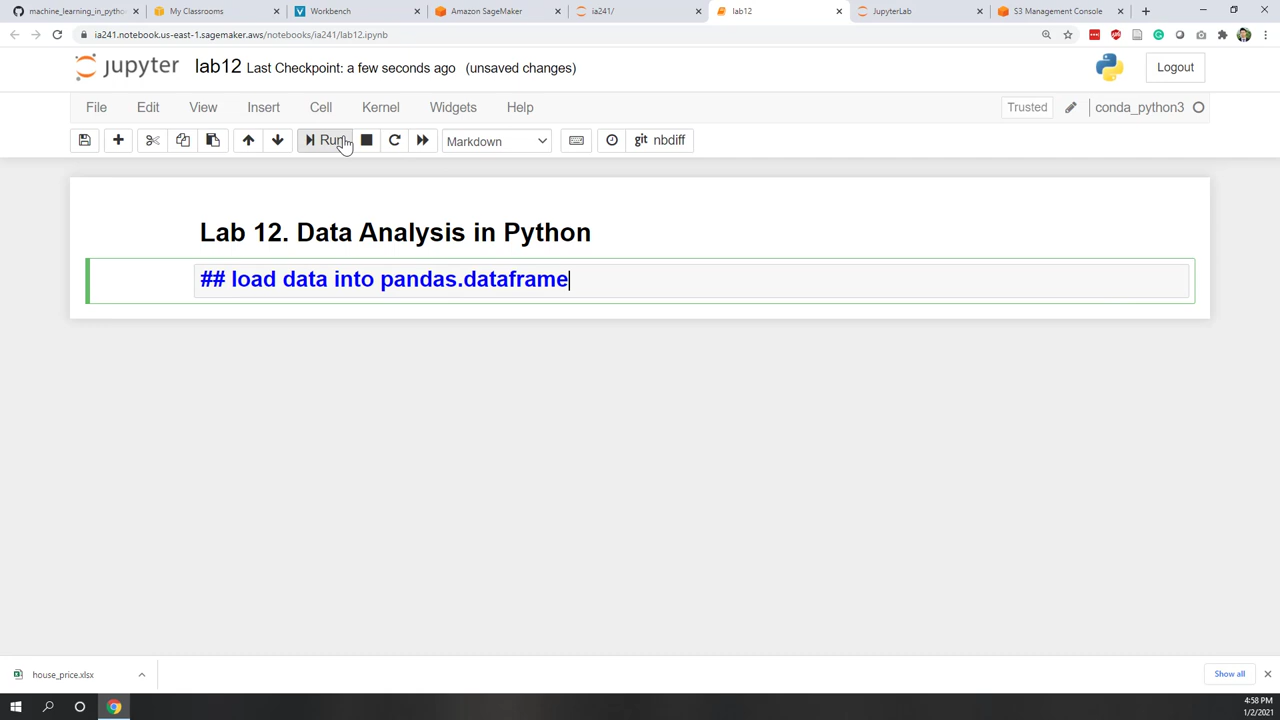 machine_learning_in_python
My Classrooms
Workbench
Amazon SageMaker
ia241/
lab12
JupyterLab
S3 Management Console
ia241.notebook.us-east-1.sagemaker.aws/notebooks/ia241/lab12.ipynb
jupyter lab12 Last Checkpoint: a few seconds ago (unsaved changes)
Logout
File Edit View Insert Cell Kernel Widgets Help
Trusted
conda_python3
Run
Markdown
git nbdiff
Lab 12. Data Analysis in Python
## load data into pandas.dataframe
house_price.xlsx
Show all
4:58 PM
1/2/2021